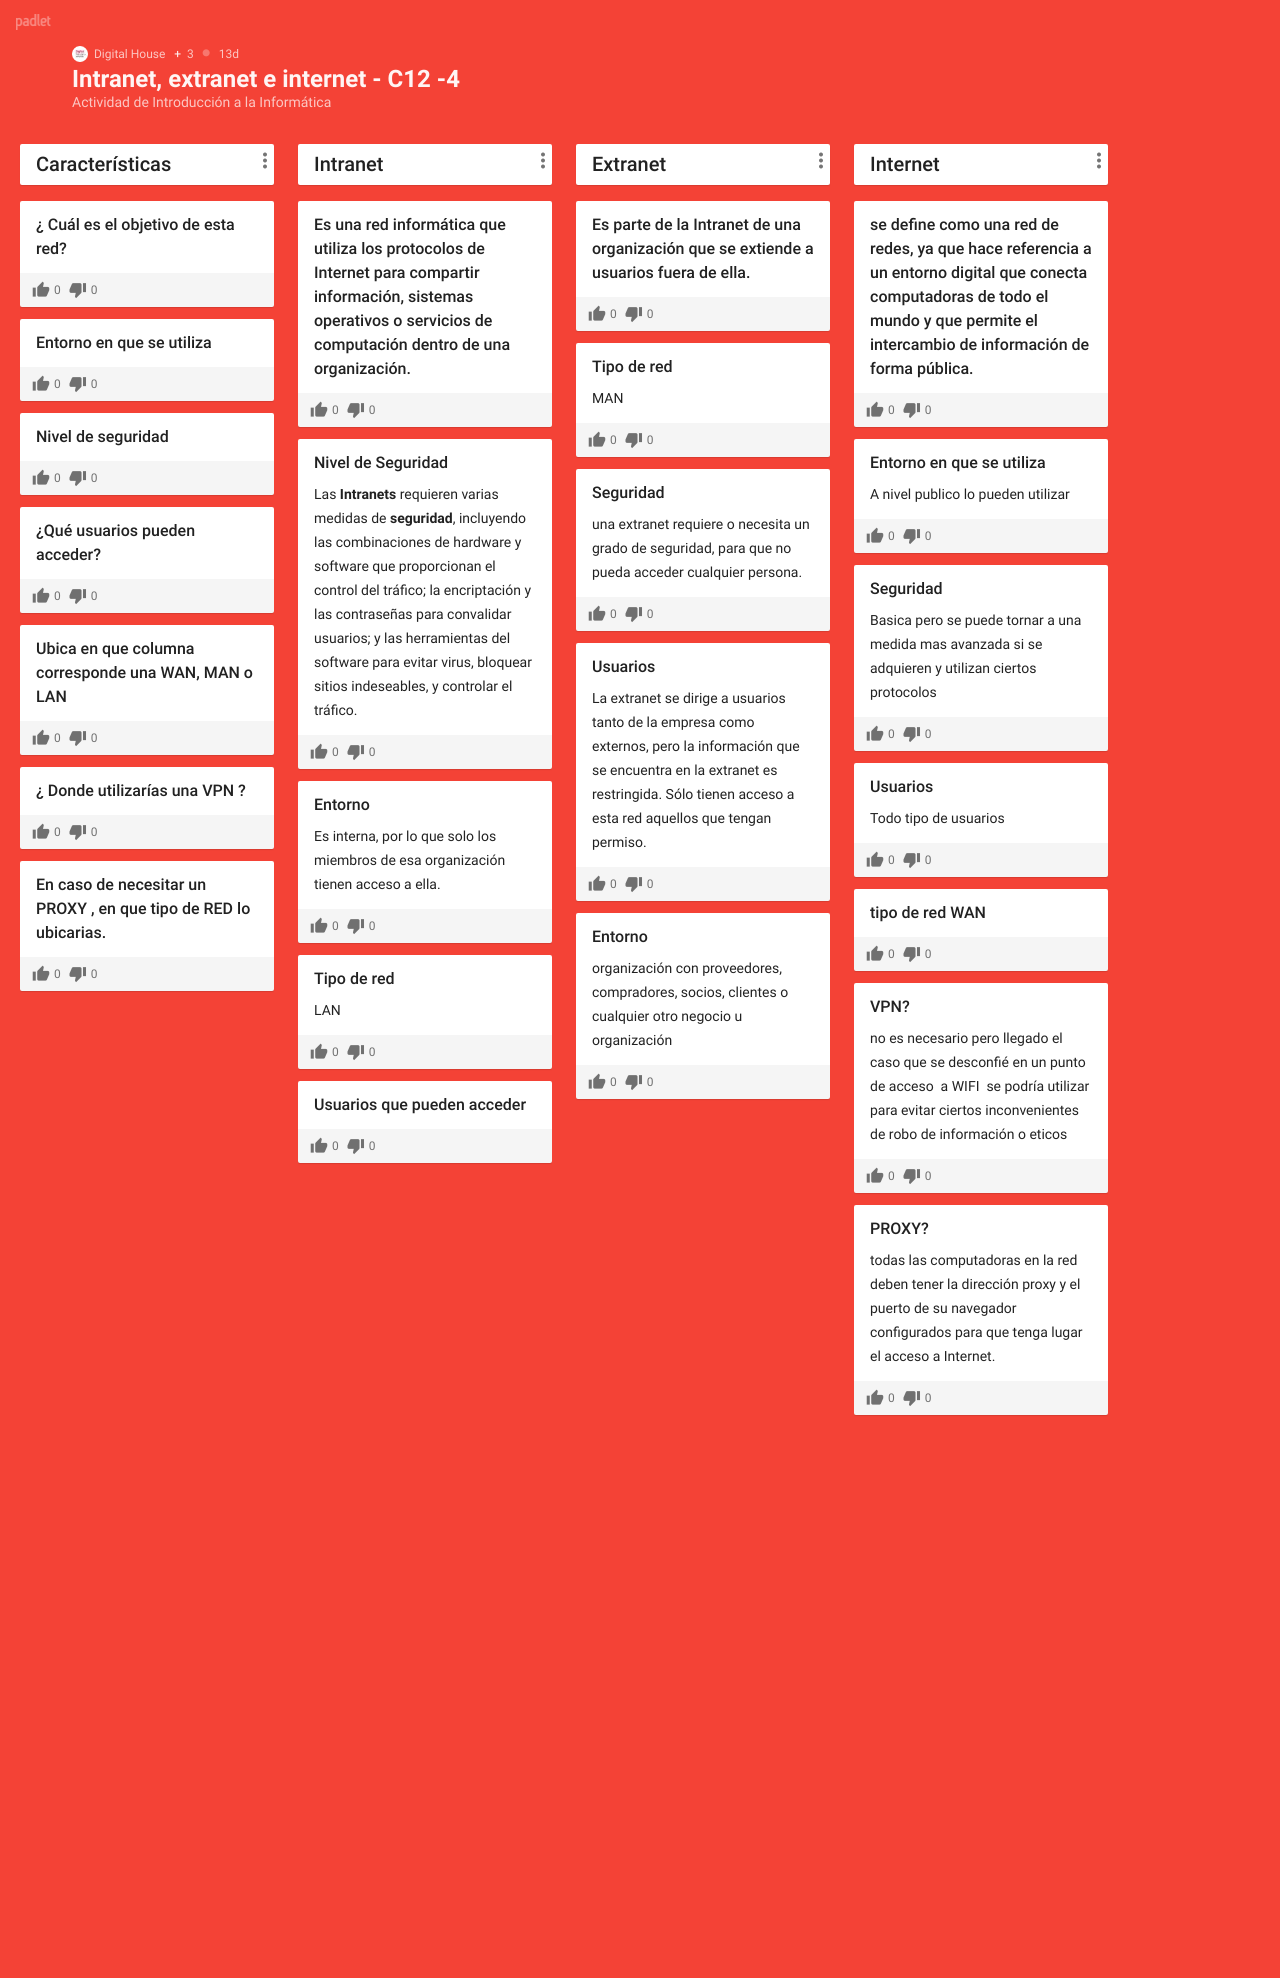 padlet
Digital House + 3 13d
Intranet, extranet e internet - C12 -4
Actividad de Introducción a la Informática
Características
¿ Cuál es el objetivo de esta
red?
0 0
Entorno en que se utiliza
0 0
Nivel de seguridad
0 0
¿Qué usuarios pueden
acceder?
0 0
Ubica en que columna
corresponde una WAN, MAN o
LAN
0 0
¿ Donde utilizarías una VPN ?
0 0
En caso de necesitar un
PROXY , en que tipo de RED lo
ubicarias.
0 0
Intranet
Es una red informática que
utiliza los protocolos de
Internet para compartir
información, sistemas
operativos o servicios de
computación dentro de una
organización.
0 0
Nivel de Seguridad
Las Intranets requieren varias
medidas de seguridad, incluyendo
las combinaciones de hardware y
software que proporcionan el
control del tráfico; la encriptación y
las contraseñas para convalidar
usuarios; y las herramientas del
software para evitar virus, bloquear
sitios indeseables, y controlar el
tráfico.
0 0
Entorno
Es interna, por lo que solo los
miembros de esa organización
tienen acceso a ella.
0 0
Tipo de red
LAN
0 0
Usuarios que pueden acceder
0 0
Extranet
Es parte de la Intranet de una
organización que se extiende a
usuarios fuera de ella.
0 0
Tipo de red
MAN
0 0
Seguridad
una extranet requiere o necesita un
grado de seguridad, para que no
pueda acceder cualquier persona.
0 0
Usuarios
La extranet se dirige a usuarios
tanto de la empresa como
externos, pero la información que
se encuentra en la extranet es
restringida. Sólo tienen acceso a
esta red aquellos que tengan
permiso.
0 0
Entorno
organización con proveedores,
compradores, socios, clientes o
cualquier otro negocio u
organización
0 0
Internet
se define como una red de
redes, ya que hace referencia a
un entorno digital que conecta
computadoras de todo el
mundo y que permite el
intercambio de información de
forma pública.
0 0
Entorno en que se utiliza
A nivel publico lo pueden utilizar
0 0
Seguridad
Basica pero se puede tornar a una
medida mas avanzada si se
adquieren y utilizan ciertos
protocolos
0 0
Usuarios
Todo tipo de usuarios
0 0
tipo de red WAN
0 0
VPN?
no es necesario pero llegado el
caso que se desconfié en un punto
de acceso  a WIFI  se podría utilizar
para evitar ciertos inconvenientes
de robo de información o eticos
0 0
PROXY?
todas las computadoras en la red
deben tener la dirección proxy y el
puerto de su navegador
configurados para que tenga lugar
el acceso a Internet.
0 0